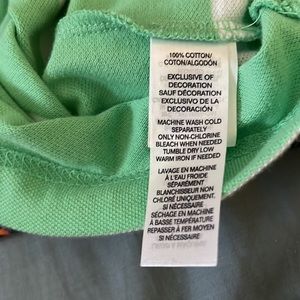 100% COTTON/
COTON/ALGODÓN
EXCLUSIVE OF
DECORATION
SAUF DÉCORATION
EXCLUSIVO DE LA
DECORACIÓN
MACHINE WASH COLD
SEPARATELY
ONLY NON-CHLORINE
BLEACH WHEN NEEDED
TUMBLE DRY LOW
WARM IRON IF NEEDED
LAVAGE EN MACHINE
À L'EAU FROIDE
SÉPARÉMENT
BLANCHISSEUR NON
CHLORÉ UNIQUEMENT,
SI NÉCESSAIRE
SÉCHAGE EN MACHINE
À BASSE TEMPÉRATURE
REPASSER À FER MOYEN
SI NÉCESSAIRE